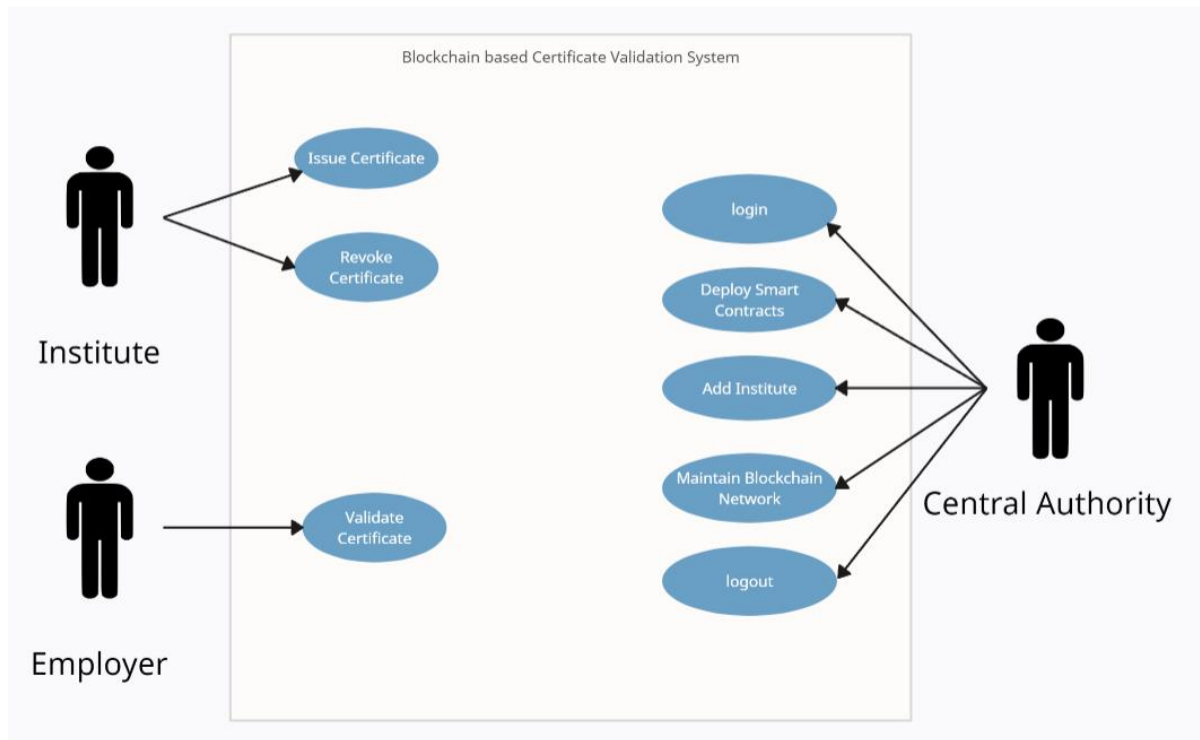 Blockchain based Certificate Validation System
Issue Certificate
Revoke
Certificate
Institute
Validate
Certificate
Employer
login
Deploy Smart
Contracts
Add Institute
Maintain Blockchain
Network
logout
Central Authority